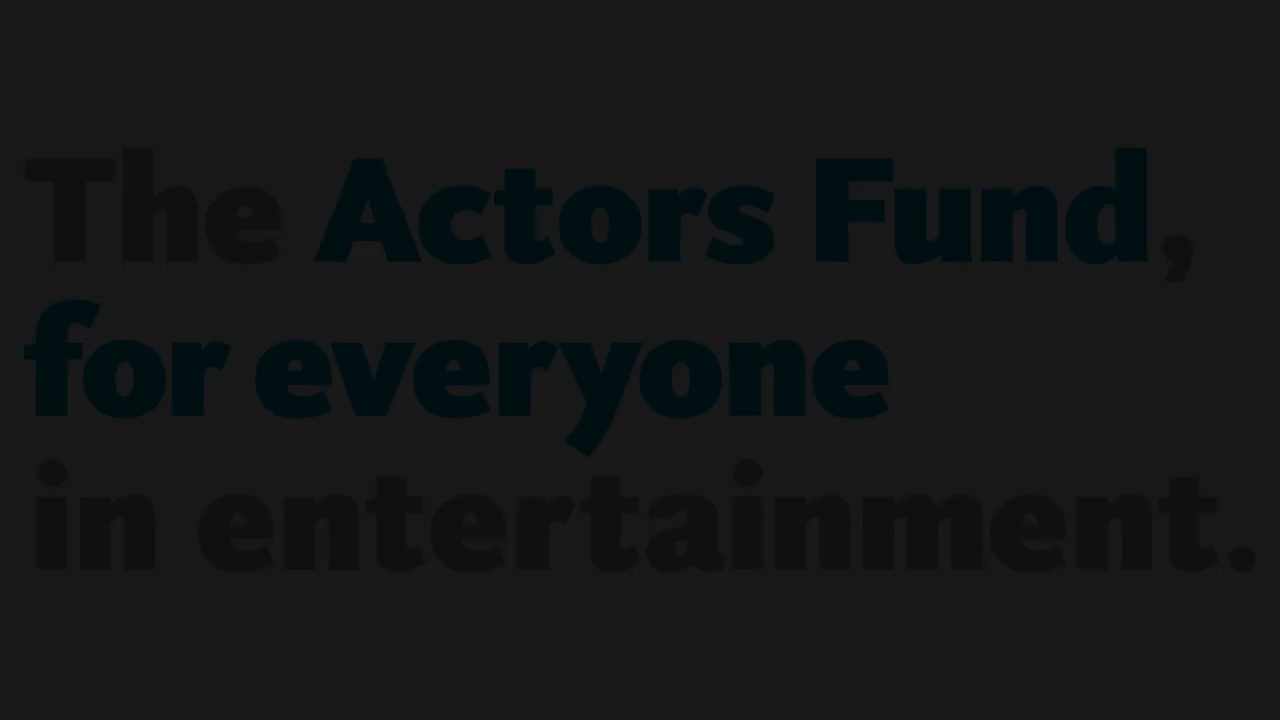 The Actors Fund,
for everyone
in entertainment.